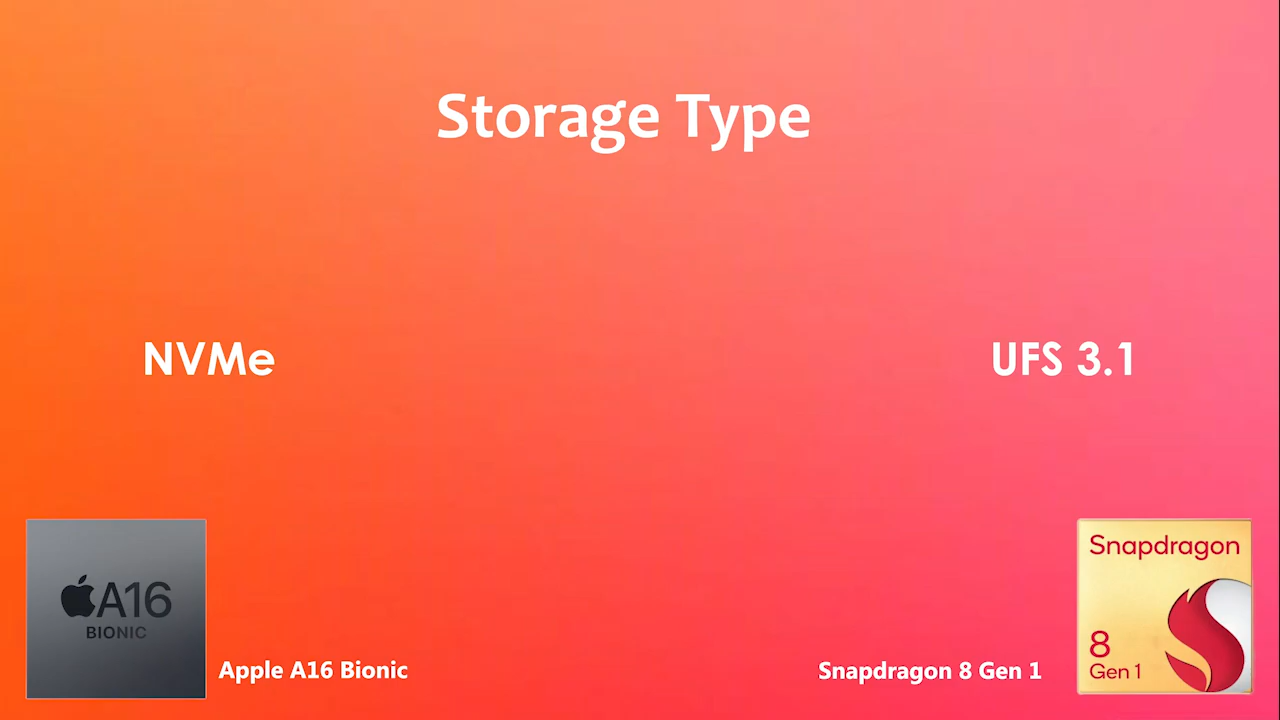 Storage Type
NVMe
UFS 3.1
A16
BIONIC
Apple A16 Bionic
Snapdragon 8 Gen 1
Snapdragon
8
Gen 1